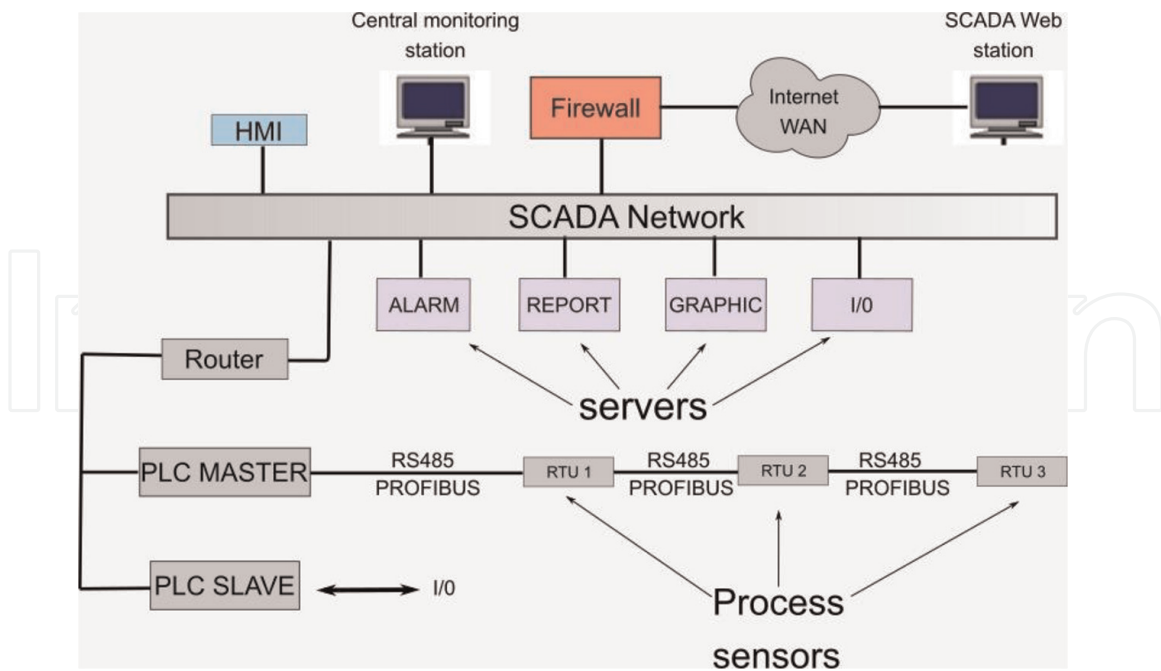 Central monitoring
station
SCADA Web
station
HMI
Firewall
Internet
WAN
SCADA Network
ALARM
REPORT
GRAPHIC
I/0
Router
servers
PLC MASTER
RS485
PROFIBUS
RTU 1
RS485
PROFIBUS
RTU 2
RS485
PROFIBUS
RTU 3
PLC SLAVE
I/0
Process
sensors